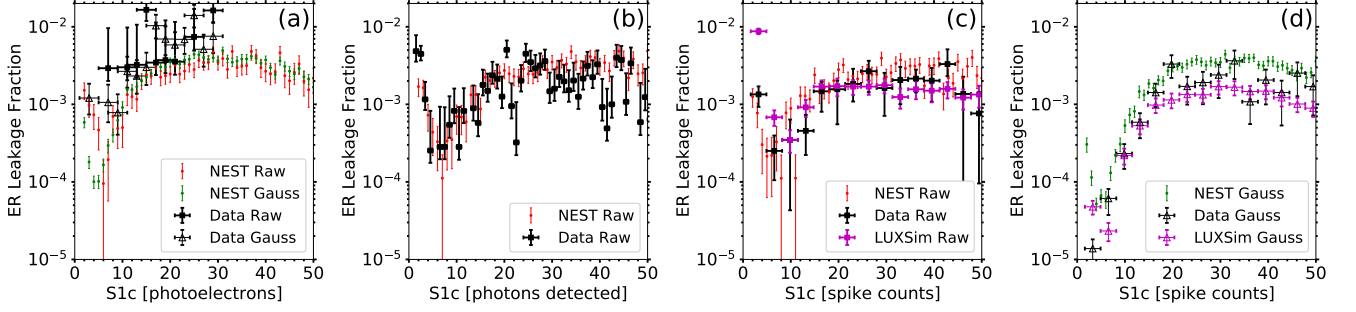 (a)
ER Leakage Fraction
10⁻²
10⁻³
10⁻⁴
10⁻⁵
NEST Raw
NEST Gauss
Data Raw
Data Gauss
0 10 20 30 40 50
S1c [photoelectrons]
(b)
ER Leakage Fraction
10⁻²
10⁻³
10⁻⁴
10⁻⁵
NEST Raw
Data Raw
0 10 20 30 40 50
S1c [photons detected]
(c)
ER Leakage Fraction
10⁻²
10⁻³
10⁻⁴
10⁻⁵
NEST Raw
Data Raw
LUXSim Raw
0 10 20 30 40 50
S1c [spike counts]
(d)
ER Leakage Fraction
10⁻²
10⁻³
10⁻⁴
10⁻⁵
NEST Gauss
Data Gauss
LUXSim Gauss
0 10 20 30 40 50
S1c [spike counts]